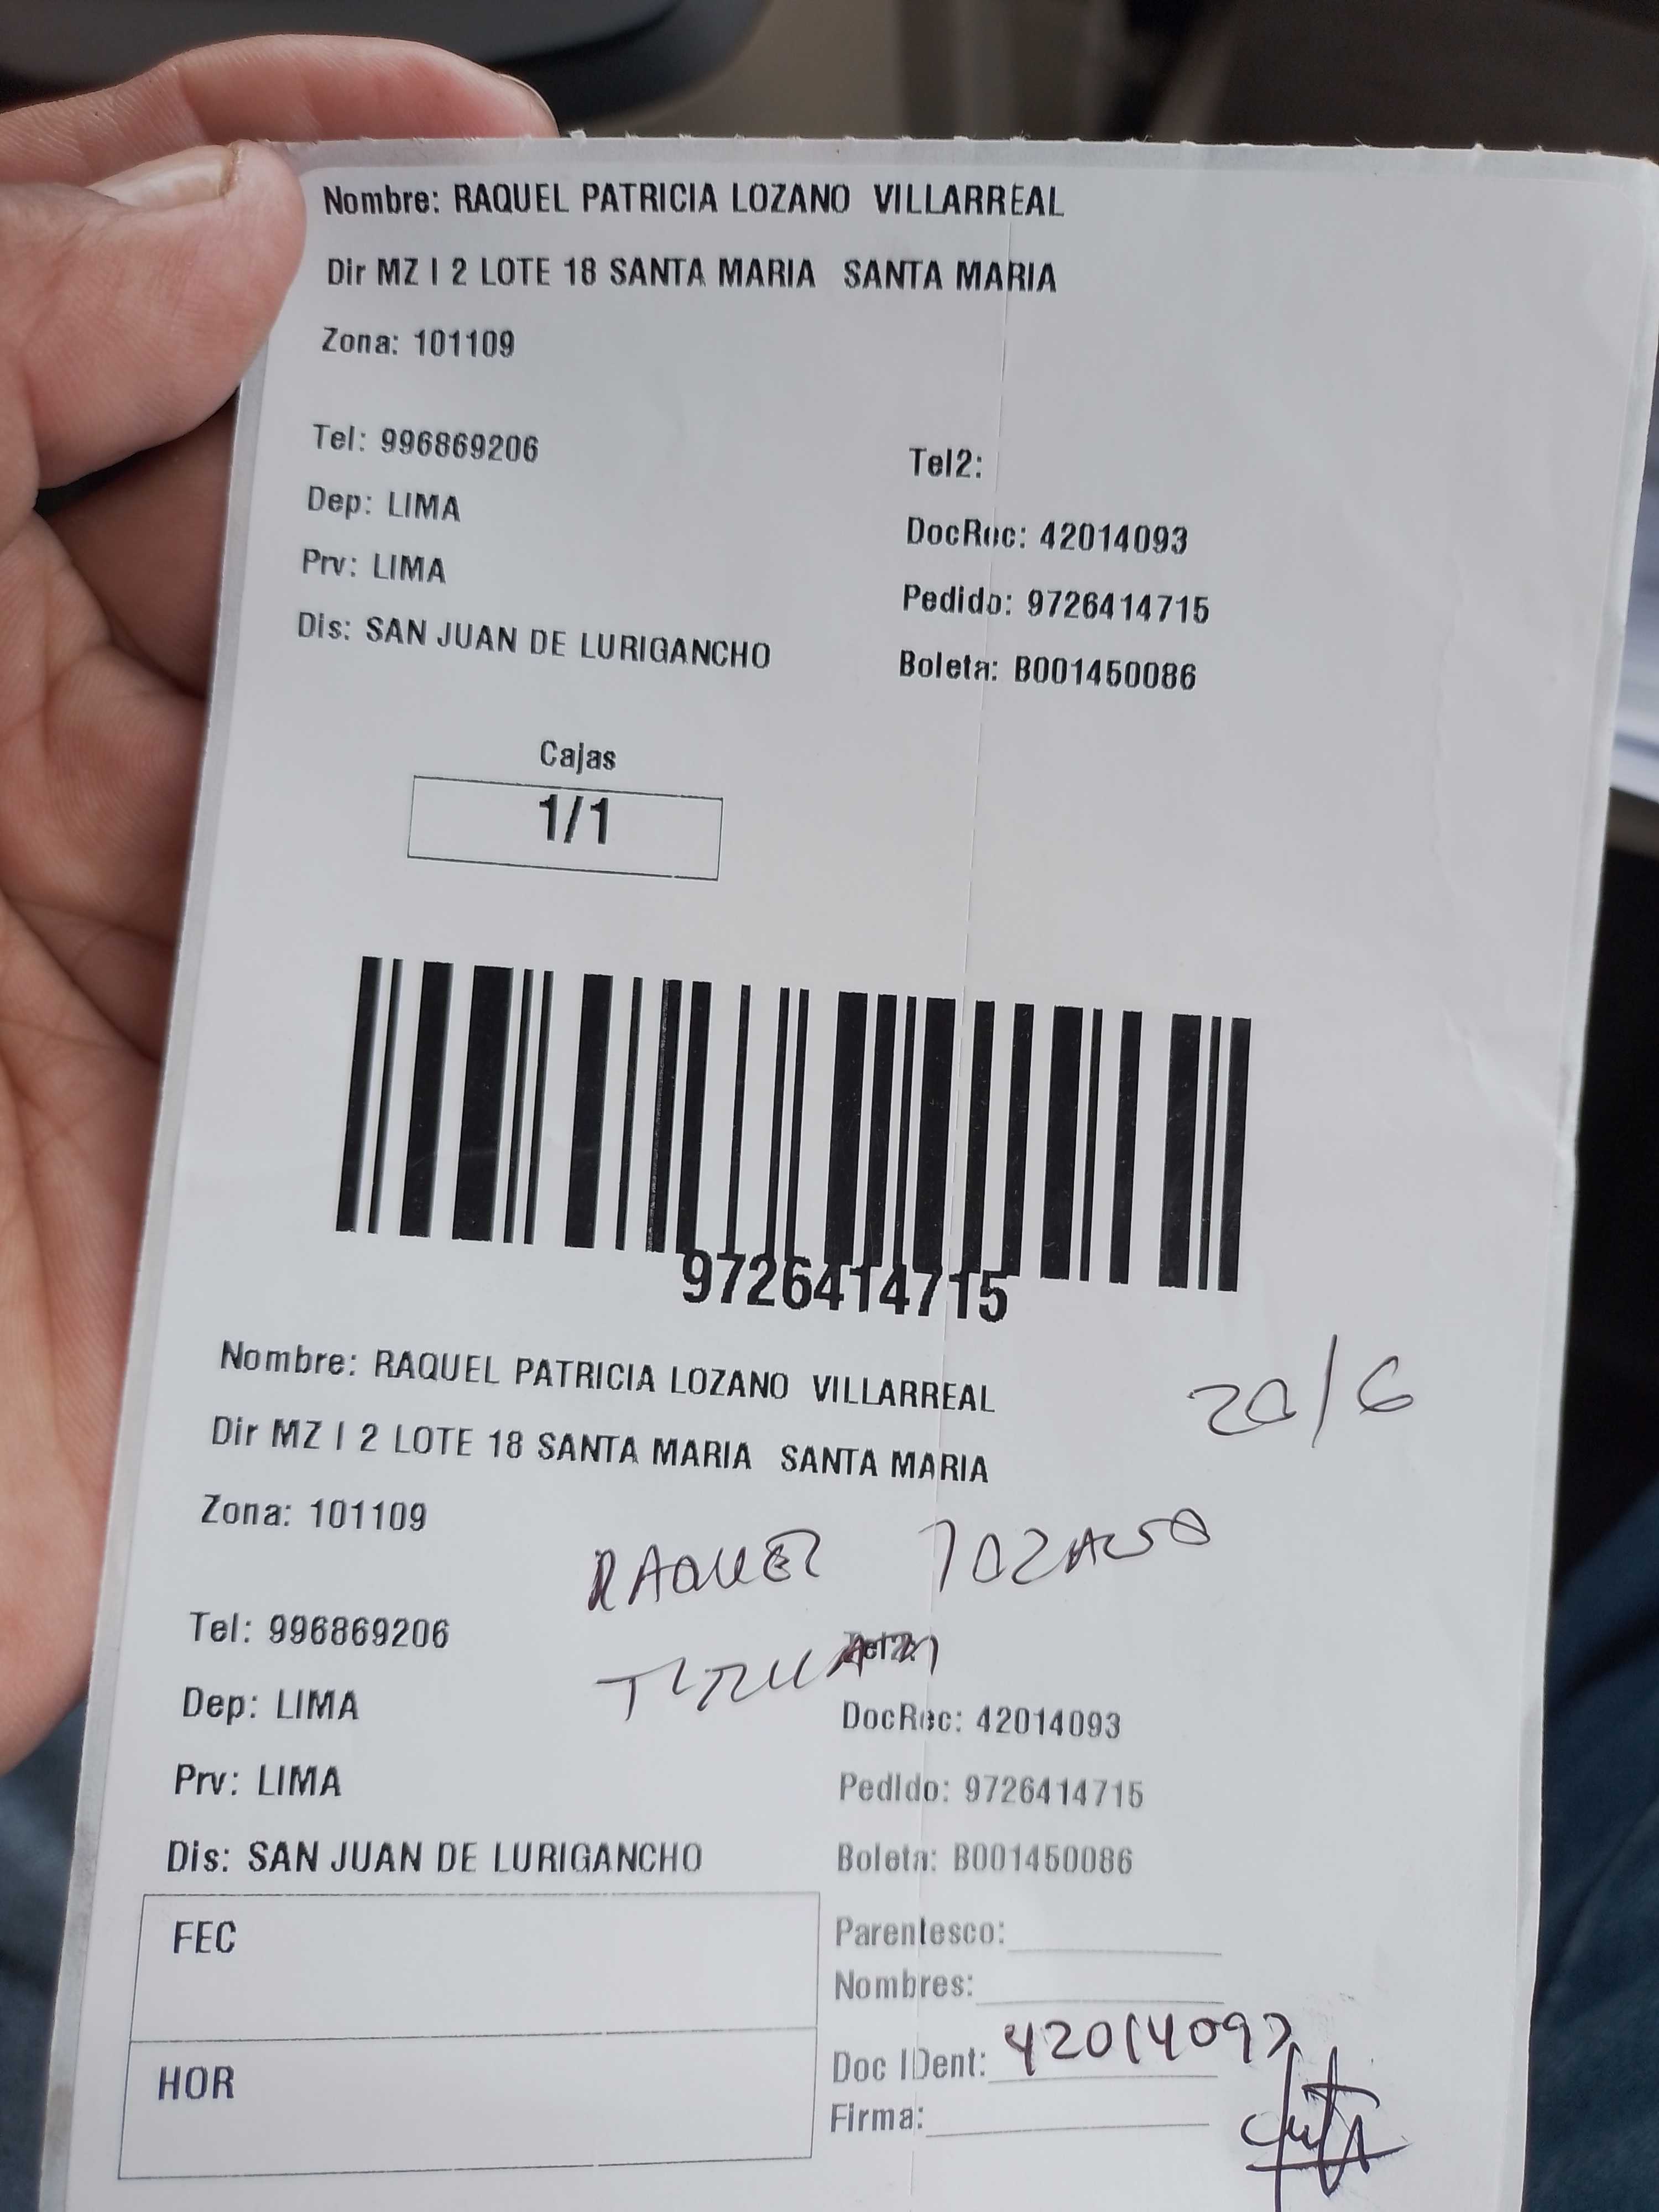 Nombre: RAQUEL PATRICIA LOZANO VILLARREAL
Dir MZ I 2 LOTE 18 SANTA MARIA SANTA MARIA
Zona: 101109
Tel: 996869206
Tel2:
Dep: LIMA
DocRec: 42014093
Prv: LIMA
Pedido: 9726414715
Dis: SAN JUAN DE LURIGANCHO
Boleta: B001450086
Cajas
1/1
9726414715
Nombre: RAQUEL PATRICIA LOZANO VILLARREAL
20/6
Dir MZ I 2 LOTE 18 SANTA MARIA SANTA MARIA
Zona: 101109
RAQUEL LOZANO
Tel: 996869206
Tel2:
Dep: LIMA
DocRec: 42014093
Prv: LIMA
Pedido: 9726414715
Dis: SAN JUAN DE LURIGANCHO
Boleta: B001450086
FEC
Parentesco:
Nombres:
HOR
Doc IDent: 42014093
Firma: